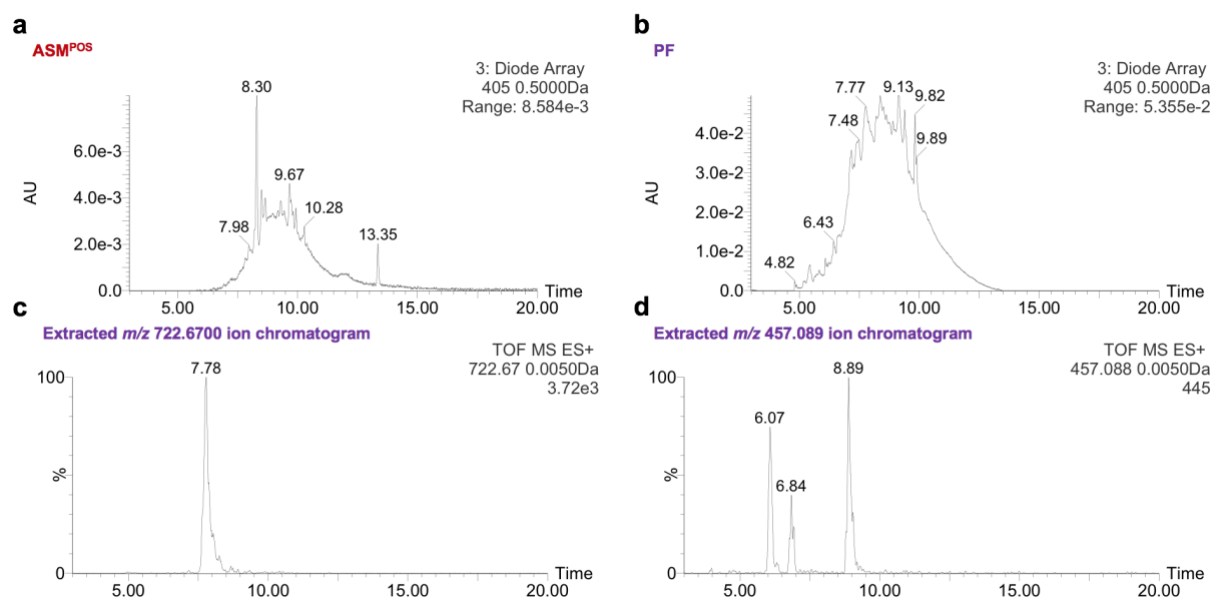 a
ASMPOS
3: Diode Array
405 0.5000Da
Range: 8.584e-3
8.30
6.0e-3
9.67
AU
4.0e-3
10.28
7.98
13.35
2.0e-3
0.0
5.00
10.00
15.00
20.00
Time
b
PF
3: Diode Array
405 0.5000Da
Range: 5.355e-2
7.77
9.13
9.82
7.48
4.0e-2
9.89
3.0e-2
AU
2.0e-2
6.43
1.0e-2
4.82
0.0
5.00
10.00
15.00
20.00
Time
c
Extracted m/z 722.6700 ion chromatogram
TOF MS ES+
722.67 0.0050Da
3.72e3
7.78
100
%
0
5.00
10.00
15.00
20.00
Time
d
Extracted m/z 457.089 ion chromatogram
TOF MS ES+
457.088 0.0050Da
445
8.89
100
6.07
6.84
%
0
5.00
10.00
15.00
20.00
Time